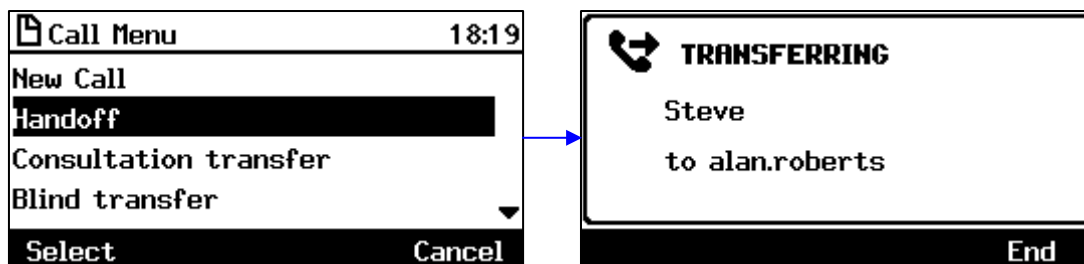 Call Menu 18:19
New Call
Handoff
Consultation transfer
Blind transfer
Select Cancel
TRANSFERRING
Steve
to alan.roberts
End